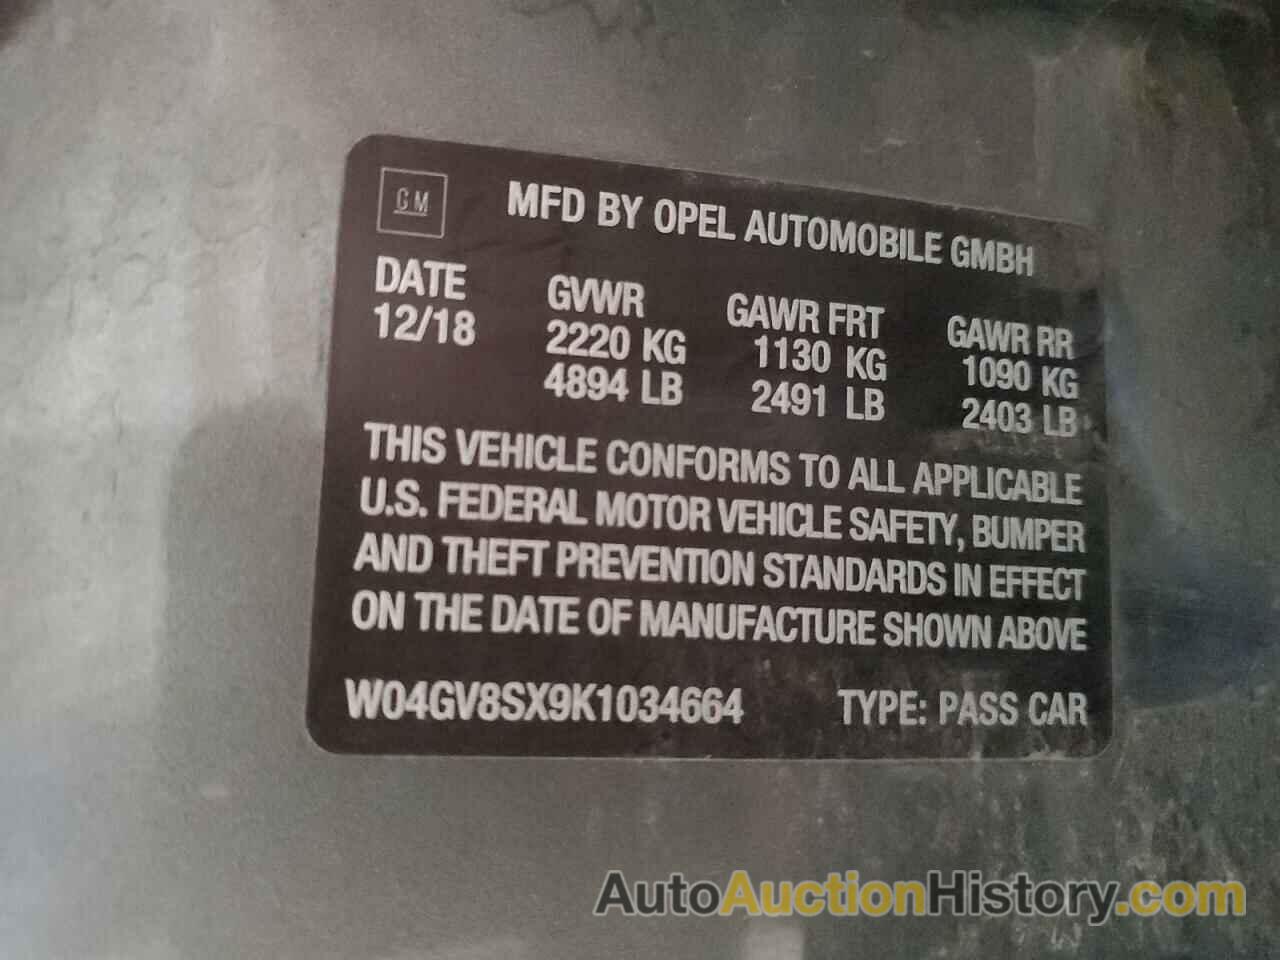 GM
MFD BY OPEL AUTOMOBILE GMBH
DATE GVWR GAWR FRT GAWR RR
12/18 2220 KG 1130 KG 1090 KG
4894 LB 2491 LB 2403 LB
THIS VEHICLE CONFORMS TO ALL APPLICABLE
U.S. FEDERAL MOTOR VEHICLE SAFETY, BUMPER
AND THEFT PREVENTION STANDARDS IN EFFECT
ON THE DATE OF MANUFACTURE SHOWN ABOVE
W04GV8SX9K1034664 TYPE: PASS CAR
AutoAuctionHistory.com